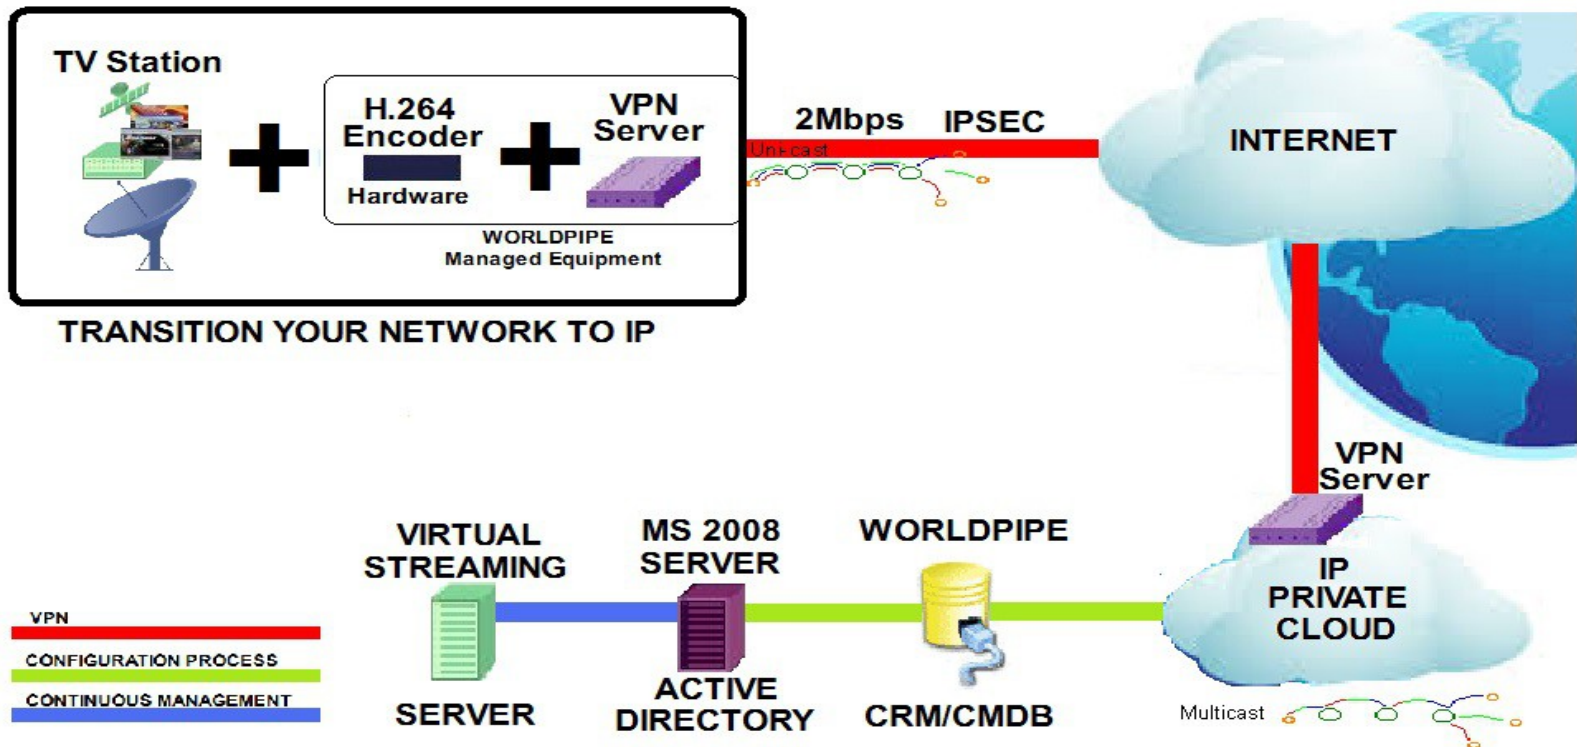 TV Station
H.264
Encoder
Hardware
VPN
Server
WORLDPIPE
Managed Equipment
TRANSITION YOUR NETWORK TO IP
2Mbps IPSEC
Uni-cast
INTERNET
VPN
Server
IP
PRIVATE
CLOUD
Multicast
WORLDPIPE
CRM/CMDB
MS 2008
SERVER
ACTIVE
DIRECTORY
VIRTUAL
STREAMING
SERVER
VPN
CONFIGURATION PROCESS
CONTINUOUS MANAGEMENT